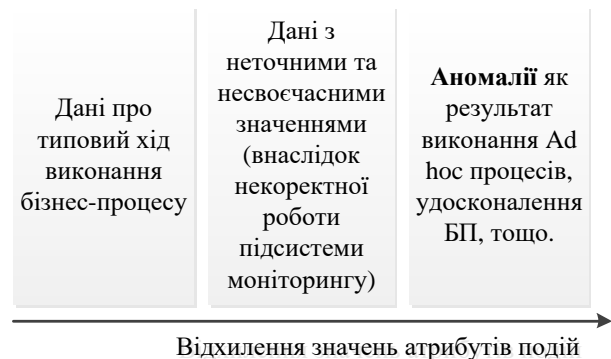 Дані про
типовий хід
виконання
бізнес-процесу
Дані з
неточними та
несвоєчасними
значеннями
(внаслідок
некоректної
роботи
підсистеми
моніторингу)
Аномалії як
результат
виконання Ad
hoc процесів,
удосконалення
БП, тощо.
Відхилення значень атрибутів подій